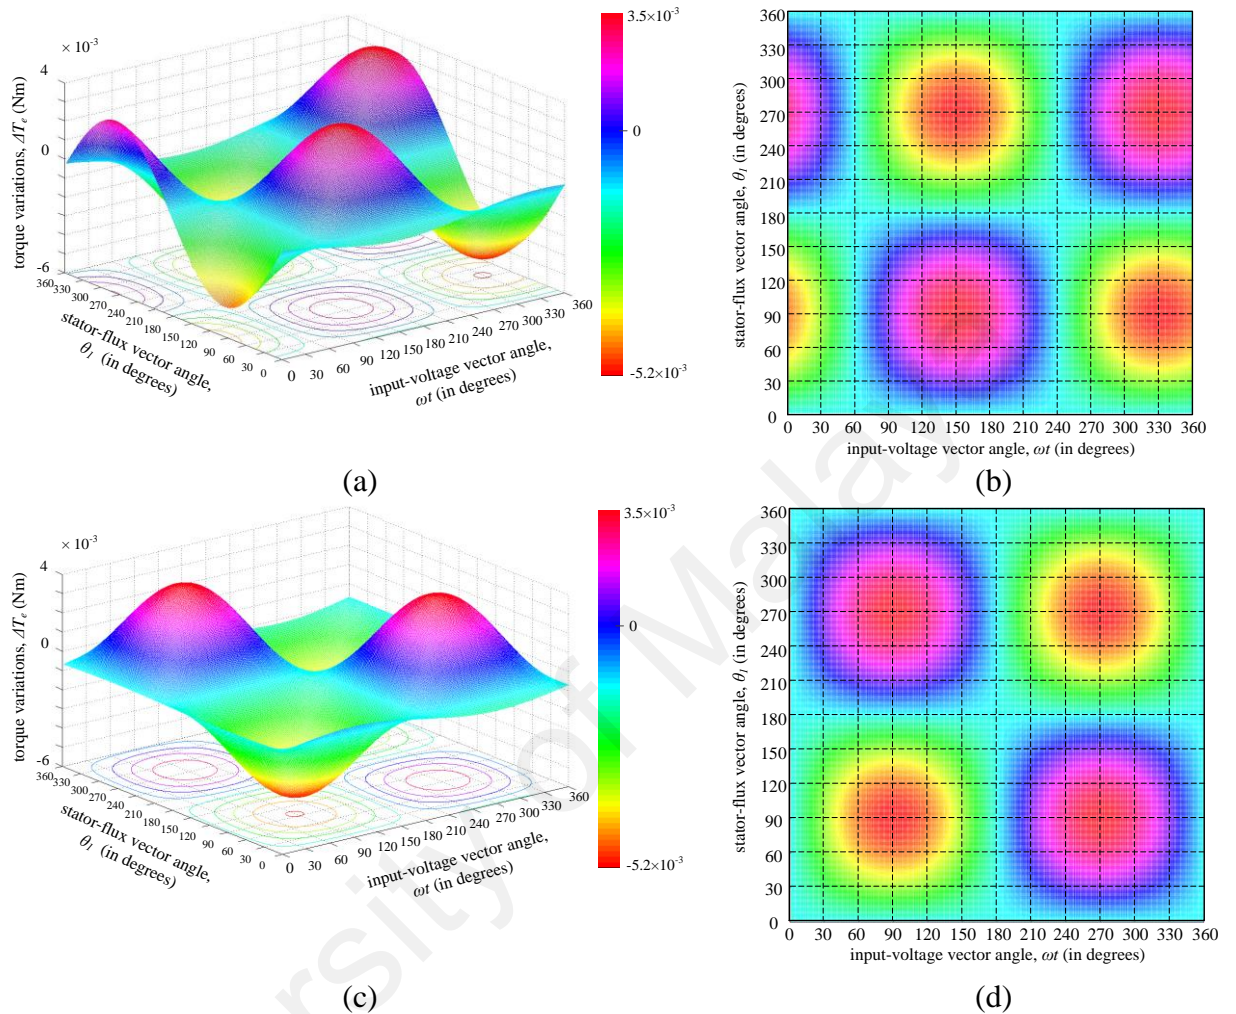 3.5×10⁻³
× 10⁻³
4
0
-6
torque variations, ΔTₑ (Nm)
0
-5.2×10⁻³
360 330 300 270 240 210 180 150 120 90 60 30 0
stator-flux vector angle,
θ₁ (in degrees)
0 30 60 90 120 150 180 210 240 270 300 330 360
input-voltage vector angle,
ωt (in degrees)
(a)
360
330
300
270
240
210
180
150
120
90
60
30
0
stator-flux vector angle, θ₁ (in degrees)
0 30 60 90 120 150 180 210 240 270 300 330 360
input-voltage vector angle, ωt (in degrees)
(b)
3.5×10⁻³
× 10⁻³
4
0
-6
torque variations, ΔTₑ (Nm)
0
-5.2×10⁻³
360 330 300 270 240 210 180 150 120 90 60 30 0
stator-flux vector angle,
θ₁ (in degrees)
0 30 60 90 120 150 180 210 240 270 300 330 360
input-voltage vector angle,
ωt (in degrees)
(c)
360
330
300
270
240
210
180
150
120
90
60
30
0
stator-flux vector angle, θ₁ (in degrees)
0 30 60 90 120 150 180 210 240 270 300 330 360
input-voltage vector angle, ωt (in degrees)
(d)
rsity of Malay